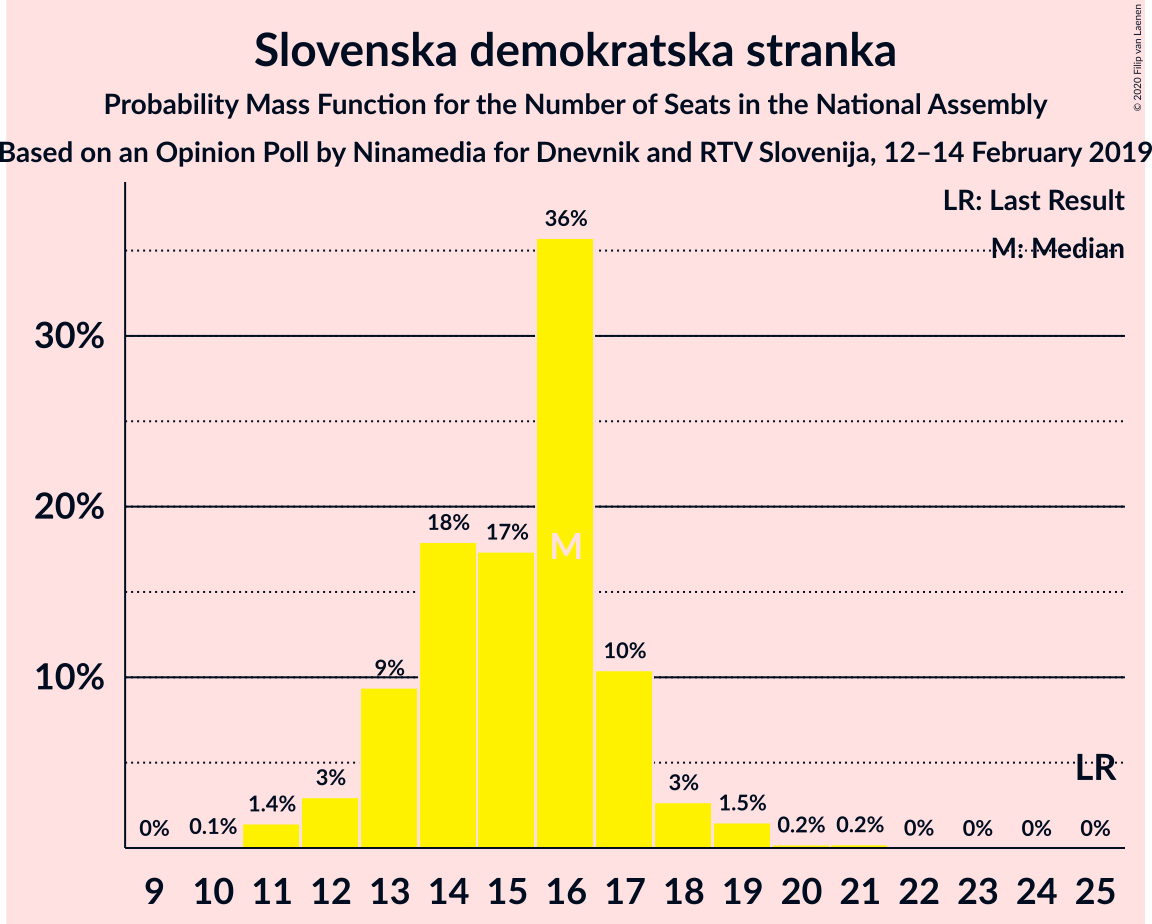 Slovenska demokratska stranka
Probability Mass Function for the Number of Seats in the National Assembly
Based on an Opinion Poll by Ninamedia for Dnevnik and RTV Slovenija, 12–14 February 2019
© 2020 Filip van Laenen
LR: Last Result
M: Median
36%
30%
20%
18%
17%
M
10%
9%
10%
LR
3%
3%
1.4%
1.5%
0% 0.1% 0.2% 0.2% 0% 0% 0% 0%
9 10 11 12 13 14 15 16 17 18 19 20 21 22 23 24 25